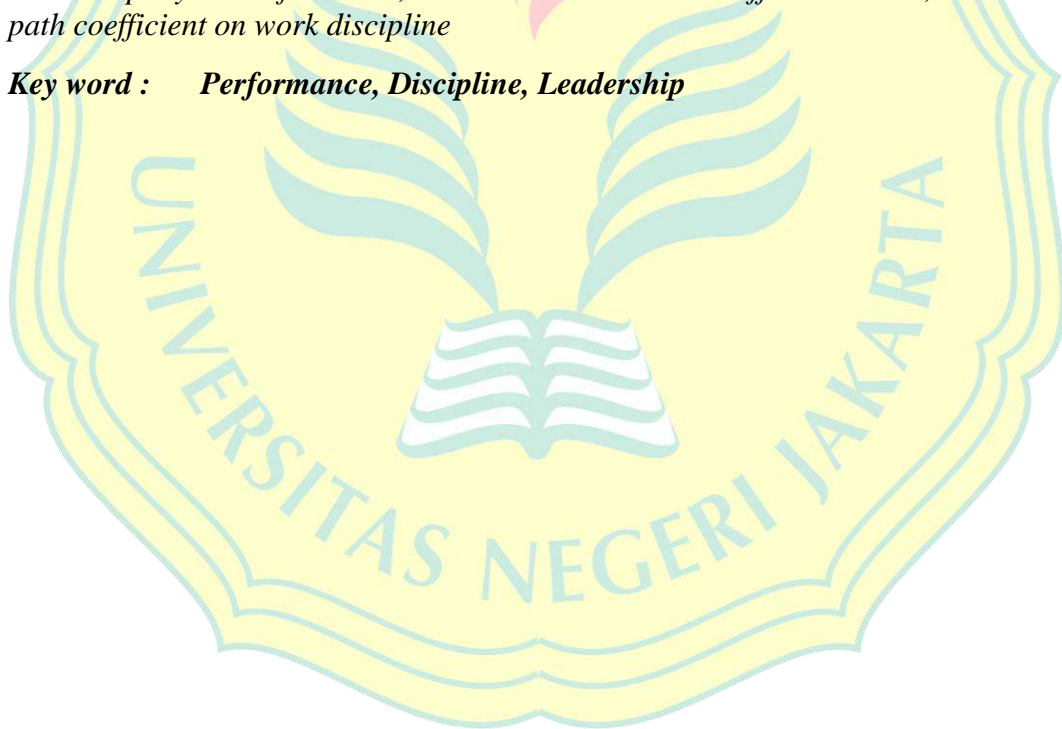 path coefficient on work discipline
Key word : Performance, Discipline, Leadership
UNIVERSITAS NEGERI JAKARTA